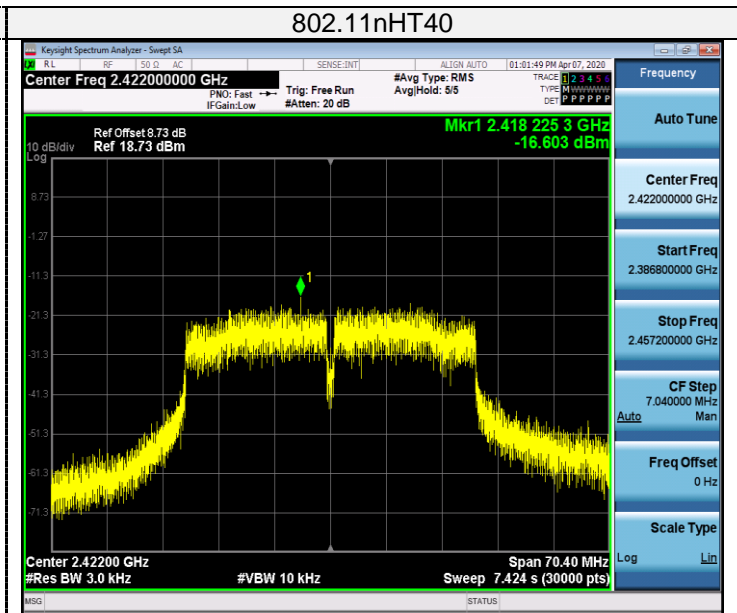 802.11nHT40
Keysight Spectrum Analyzer - Swept SA
RL RF 50 Ω AC SENSE:INT ALIGN AUTO 01:01:49 PM Apr 07, 2020
Center Freq 2.422000000 GHz
PNO: Fast
IFGain:Low
Trig: Free Run
#Atten: 20 dB
#Avg Type: RMS
Avg|Hold: 5/5
TRACE 1 2 3 4 5 6
TYPE M W W W W W
DET P P P P P P
Frequency
Ref Offset 8.73 dB
10 dB/div Ref 18.73 dBm
Log
Mkr1 2.418 225 3 GHz
-16.603 dBm
8.73
-1.27
-11.3
-21.3
-31.3
-41.3
-51.3
-61.3
-71.3
1
Center 2.42200 GHz
#Res BW 3.0 kHz
#VBW 10 kHz
Span 70.40 MHz
Sweep 7.424 s (30000 pts)
Auto Tune
Center Freq
2.422000000 GHz
Start Freq
2.386800000 GHz
Stop Freq
2.457200000 GHz
CF Step
7.040000 MHz
Auto Man
Freq Offset
0 Hz
Scale Type
Log Lin
MSG STATUS